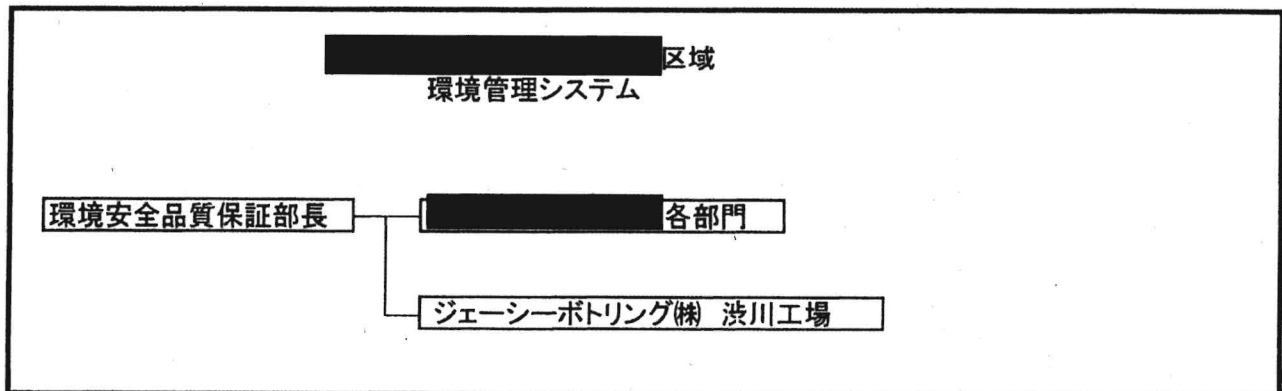 区域
環境管理システム
環境安全品質保証部長
各部門
ジェーシーボトリング㈱ 渋川工場